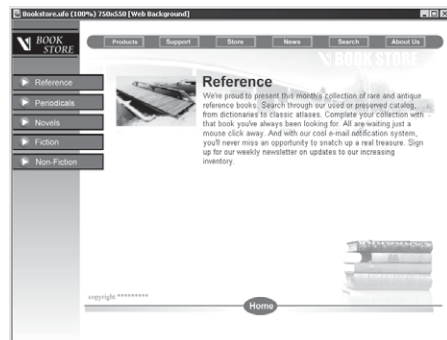 Bookstore.ufo (100%) 750x550 [Web Background]
BOOK
STORE
Products Support Store News Search About Us
BOOK STORE
Reference
Periodicals
Novels
Fiction
Non-Fiction
Reference
We're proud to present this month's collection of rare and antique
reference books. Search through our used or preserved catalog,
from dictionaries to classic atlases. Complete your collection with
that book you've always been looking for. All are waiting just a
mouse click away. And with our cool e-mail notification system,
you'll never miss an opportunity to snatch up a real treasure. Sign
up for our weekly newsletter on updates to our increasing
inventory.
copyright *********
Home